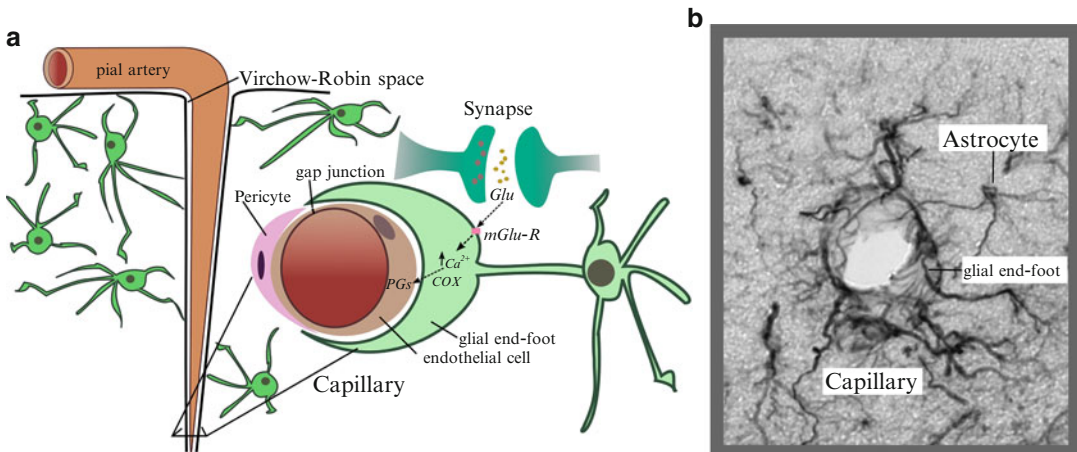 a
pial artery
Virchow-Robin space
Synapse
gap junction
Pericyte
Glu
mGlu-R
Ca2+
PGs
COX
glial end-foot
endothelial cell
Capillary
b
Astrocyte
glial end-foot
Capillary